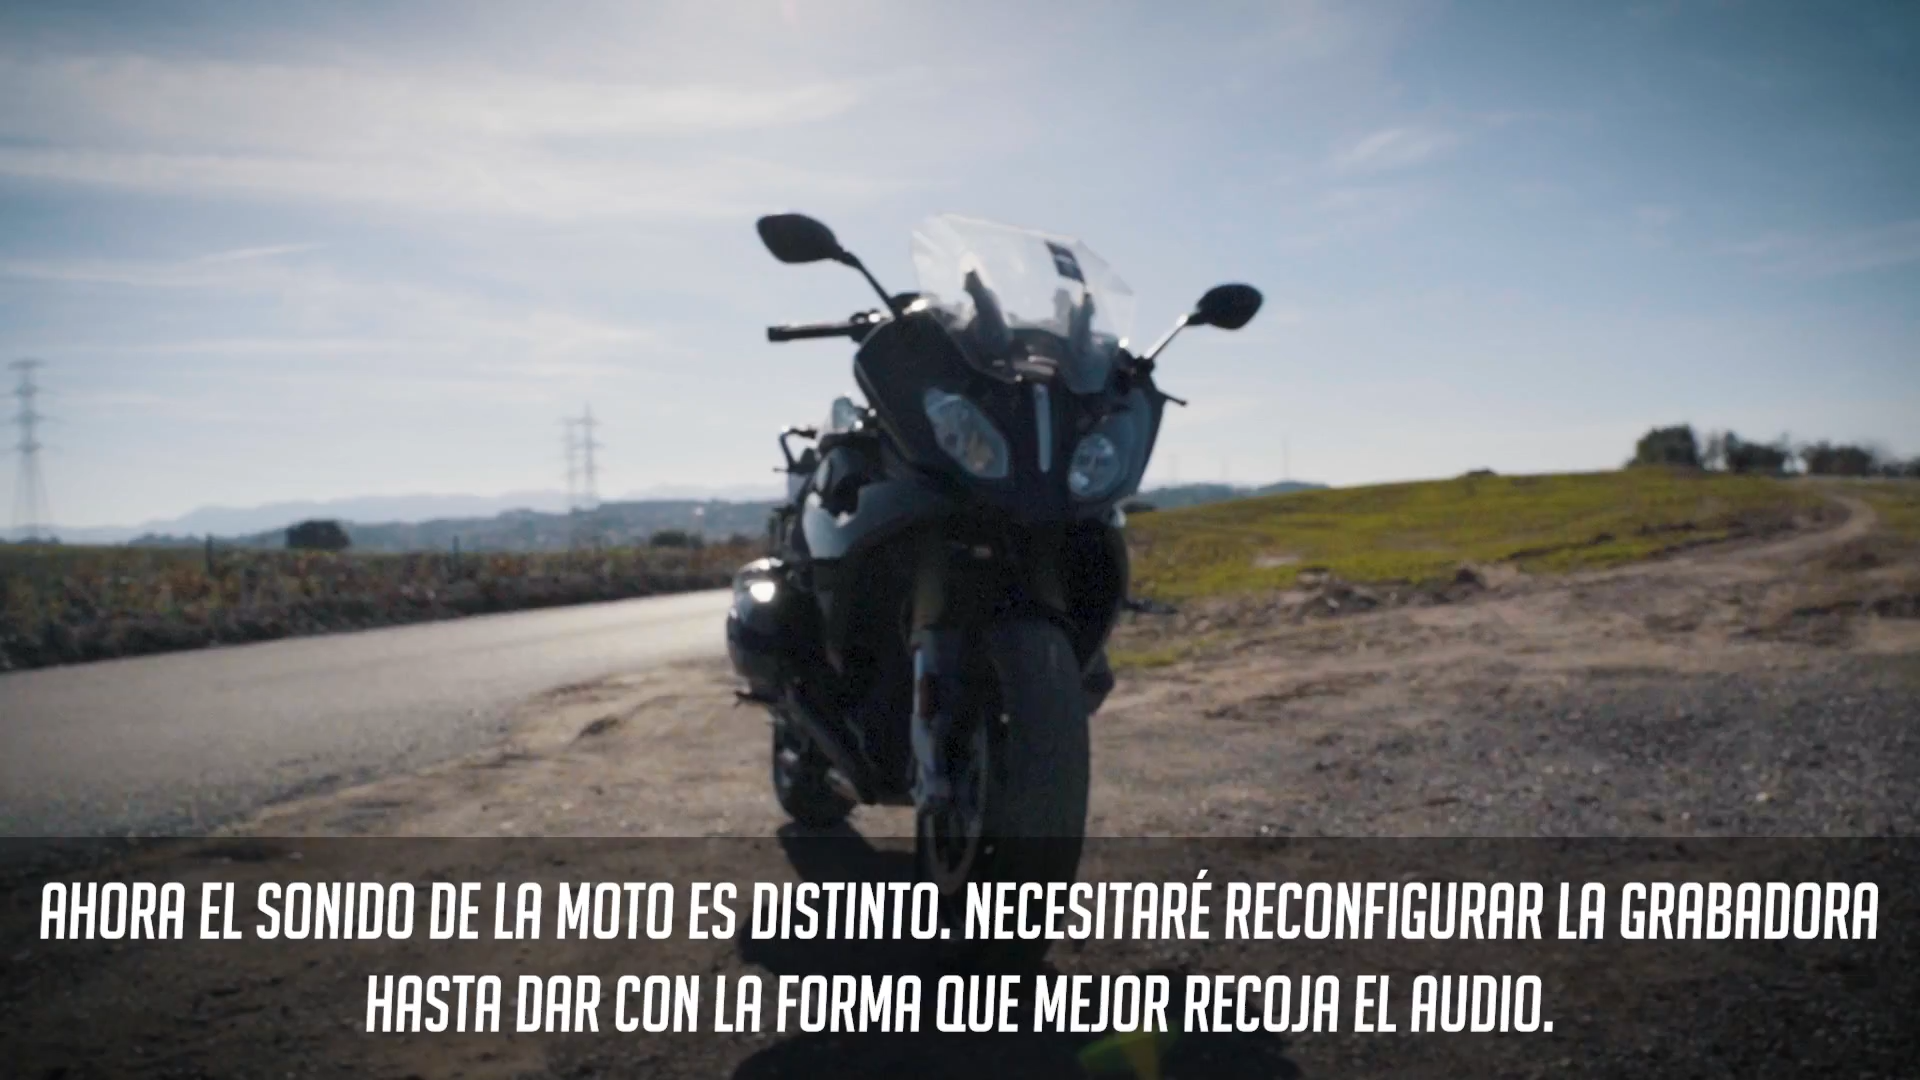 AHORA EL SONIDO DE LA MOTO ES DISTINTO. NECESITARÉ RECONFIGURAR LA GRABADORA
HASTA DAR CON LA FORMA QUE MEJOR RECOJA EL AUDIO.